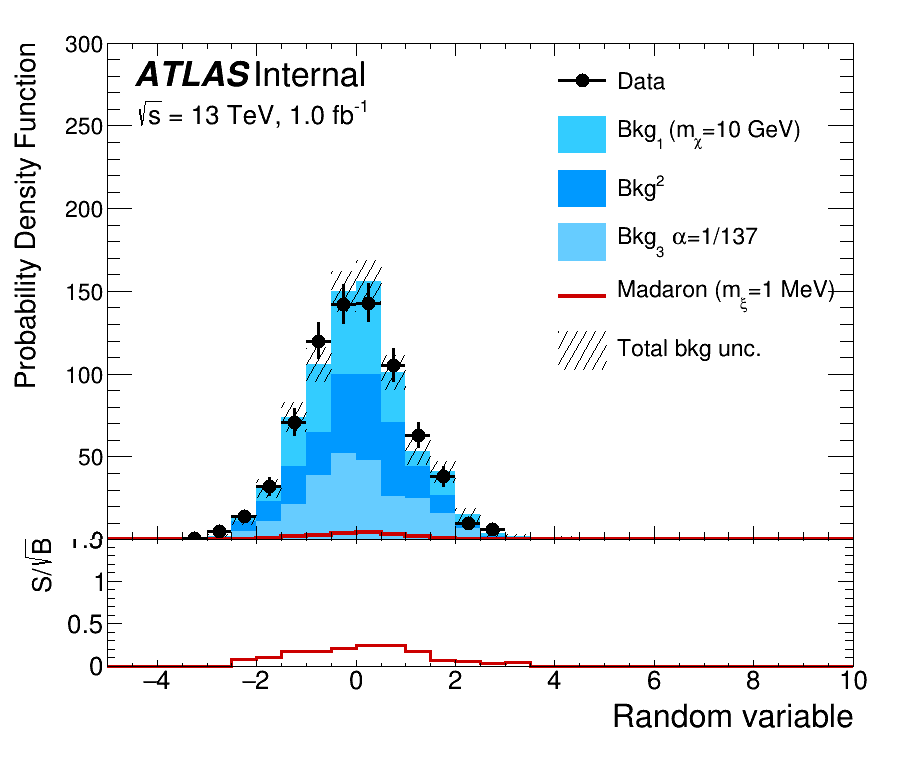 Probability Density Function
300
250
200
150
100
50
0
ATLAS Internal
√s = 13 TeV, 1.0 fb⁻¹
Data
Bkg₁ (m_χ=10 GeV)
Bkg²
Bkg₃ α=1/137
Madaron (m_ξ=1 MeV)
Total bkg unc.
S/√B
1
0.5
0
−4 −2 0 2 4 6 8 10
Random variable